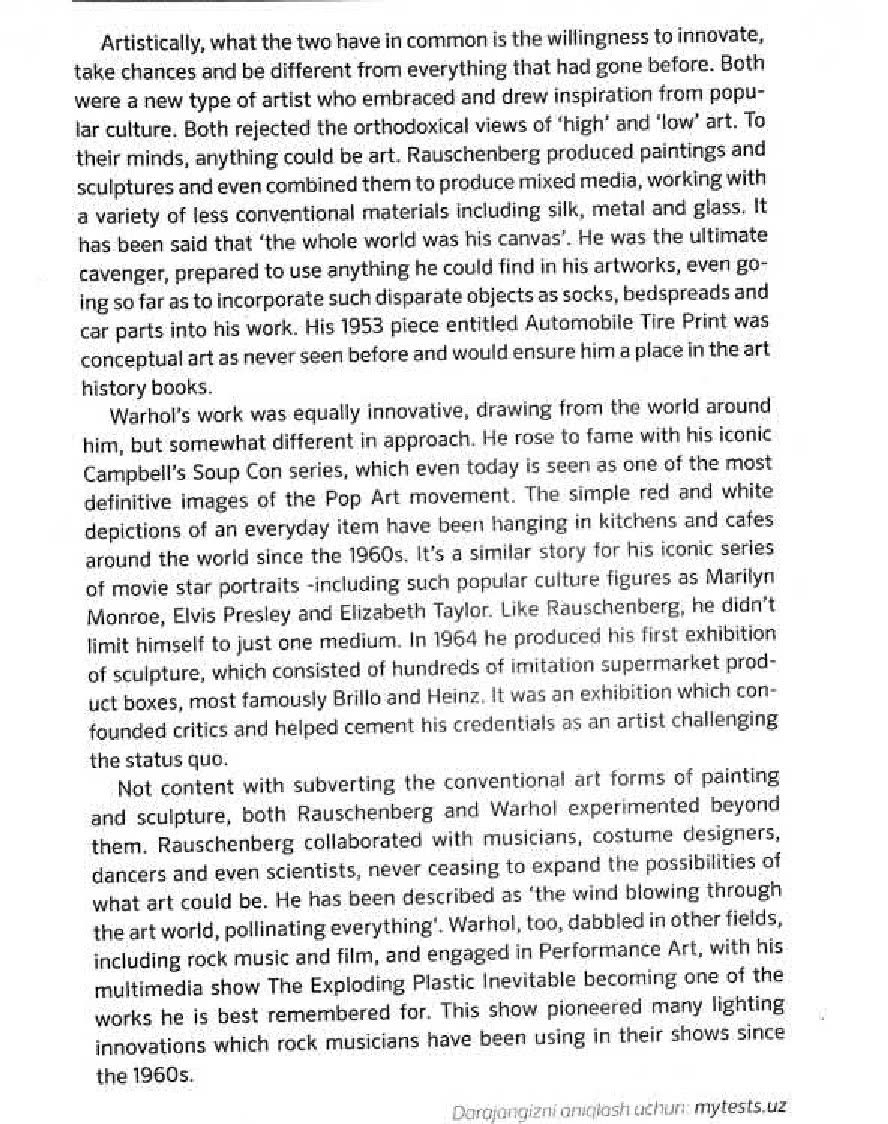 Artistically, what the two have in common is the willingness to innovate,
take chances and be different from everything that had gone before. Both
were a new type of artist who embraced and drew inspiration from popu-
lar culture. Both rejected the orthodoxical views of 'high' and 'low' art. To
their minds, anything could be art. Rauschenberg produced paintings and
sculptures and even combined them to produce mixed media, working with
a variety of less conventional materials including silk, metal and glass. It
has been said that 'the whole world was his canvas'. He was the ultimate
cavenger, prepared to use anything he could find in his artworks, even go-
ing so far as to incorporate such disparate objects as socks, bedspreads and
car parts into his work. His 1953 piece entitled Automobile Tire Print was
conceptual art as never seen before and would ensure him a place in the art
history books.
Warhol's work was equally innovative, drawing from the world around
him, but somewhat different in approach. He rose to fame with his iconic
Campbell's Soup Con series, which even today is seen as one of the most
definitive images of the Pop Art movement. The simple red and white
depictions of an everyday item have been hanging in kitchens and cafes
around the world since the 1960s. It's a similar story for his iconic series
of movie star portraits -including such popular culture figures as Marilyn
Monroe, Elvis Presley and Elizabeth Taylor. Like Rauschenberg, he didn't
limit himself to just one medium. In 1964 he produced his first exhibition
of sculpture, which consisted of hundreds of imitation supermarket prod-
uct boxes, most famously Brillo and Heinz. It was an exhibition which con-
founded critics and helped cement his credentials as an artist challenging
the status quo.
Not content with subverting the conventional art forms of painting
and sculpture, both Rauschenberg and Warhol experimented beyond
them. Rauschenberg collaborated with musicians, costume designers,
dancers and even scientists, never ceasing to expand the possibilities of
what art could be. He has been described as 'the wind blowing through
the art world, pollinating everything'. Warhol, too, dabbled in other fields,
including rock music and film, and engaged in Performance Art, with his
multimedia show The Exploding Plastic Inevitable becoming one of the
works he is best remembered for. This show pioneered many lighting
innovations which rock musicians have been using in their shows since
the 1960s.
Darajangizni aniqlash uchun: mytests.uz